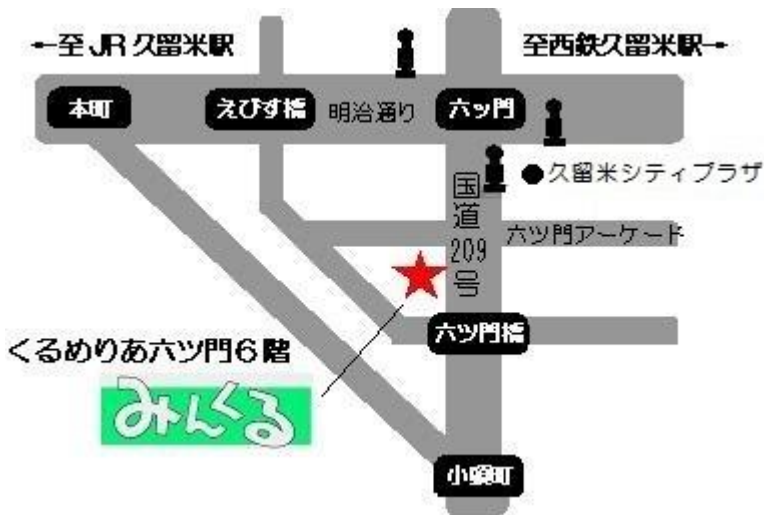 ←至JR久留米駅
至西鉄久留米駅→
本町
えびす橋
明治通り
六ッ門
●久留米シティプラザ
国道209号
六ツ門アーケード
六ツ門橋
くるめりあ六ツ門6階
みんくる
小頭町